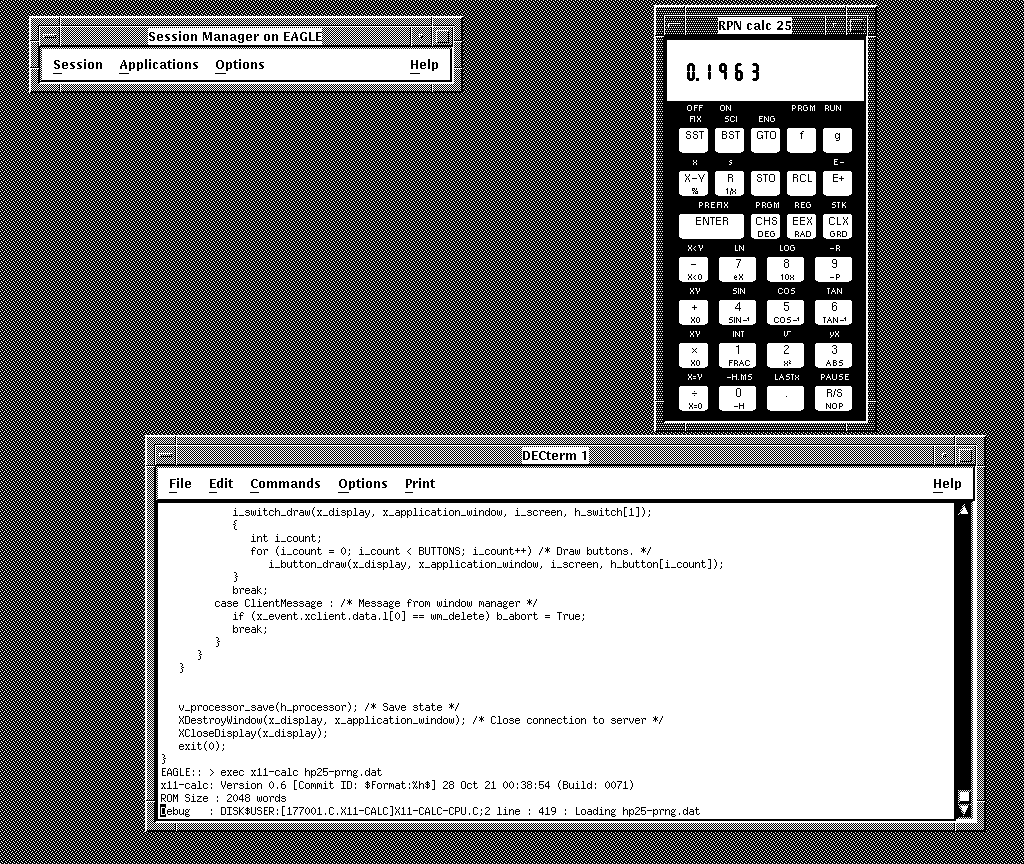 Session Manager on EAGLE
Session Applications Options Help
RPN calc 25
0.1963
OFF ON PRGM RUN
FIX SCI ENG
SST BST GTO f g
x s E-
X-Y R STO RCL E+
% 1/x
PREFIX PRGM REG STK
ENTER CHS EEX CLX
DEG RAD GRD
X<Y LN LOG →R
- 7 8 9
X<0 eX 10x →P
XY SIN COS TAN
+ 4 5 6
X0 SIN-¹ COS-¹ TAN-¹
XY INT √‾ yX
× 1 2 3
X0 FRAC x² ABS
X=Y →H.MS LASTx PAUSE
÷ 0 . R/S
X=0 →H NOP
DECterm 1
File Edit Commands Options Print Help
i_switch_draw(x_display, x_application_window, i_screen, h_switch[1]);
{
int i_count;
for (i_count = 0; i_count < BUTTONS; i_count++) /* Draw buttons. */
i_button_draw(x_display, x_application_window, i_screen, h_button[i_count]);
}
break;
case ClientMessage : /* Message from window manager */
if (x_event.xclient.data.l[0] == wm_delete) b_abort = True;
break;
}
}
}
v_processor_save(h_processor); /* Save state */
XDestroyWindow(x_display, x_application_window); /* Close connection to server */
XCloseDisplay(x_display);
exit(0);
}
EAGLE:: > exec x11-calc hp25-prng.dat
x11-calc: Version 0.6 [Commit ID: $Format:%h$] 28 Oct 21 00:38:54 (Build: 0071)
ROM Size : 2048 words
Debug : DISK$USER:[177001.C.X11-CALC]X11-CALC-CPU.C;2 line : 419 : Loading hp25-prng.dat